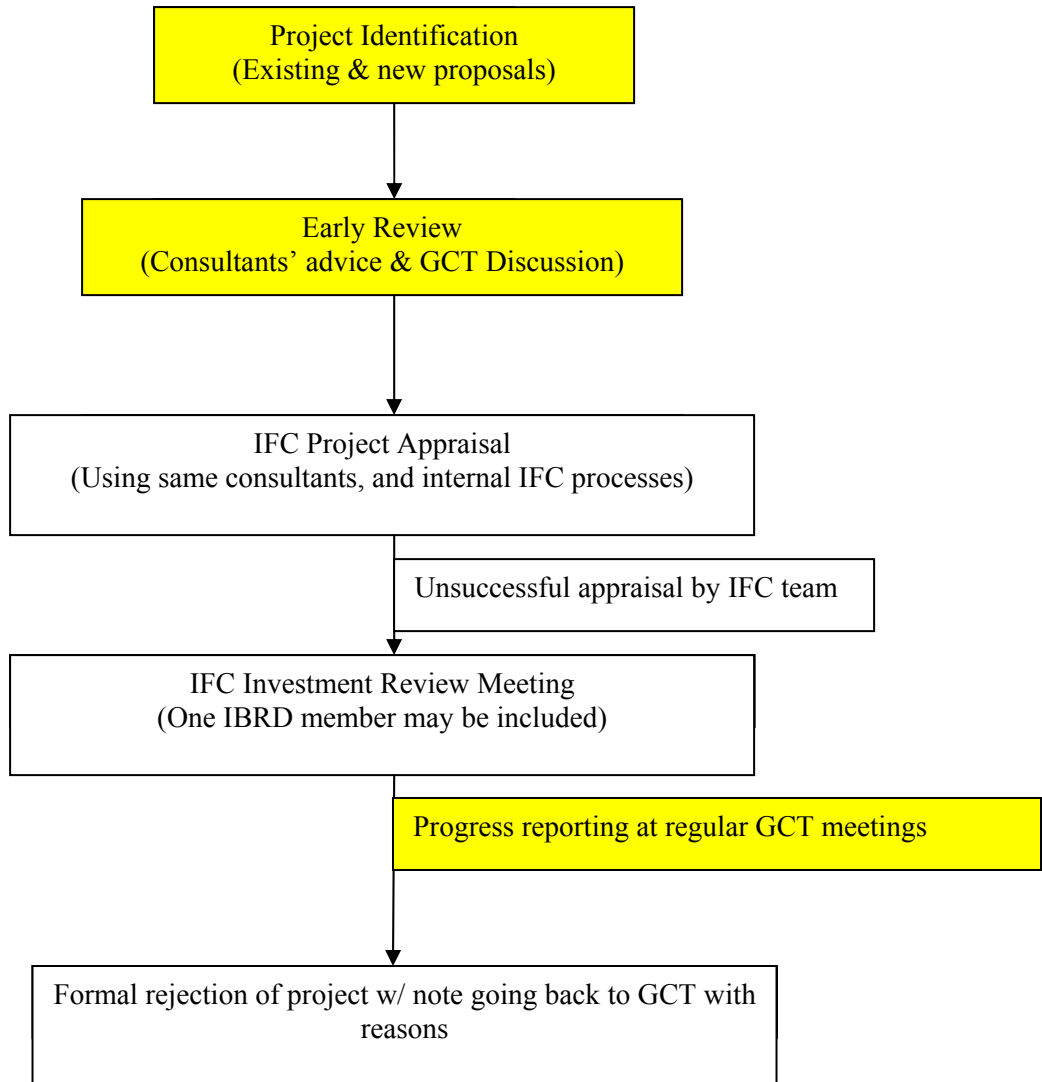 Project Identification
(Existing & new proposals)
Early Review
(Consultants’ advice & GCT Discussion)
IFC Project Appraisal
(Using same consultants, and internal IFC processes)
Unsuccessful appraisal by IFC team
IFC Investment Review Meeting
(One IBRD member may be included)
Progress reporting at regular GCT meetings
Formal rejection of project w/ note going back to GCT with
reasons